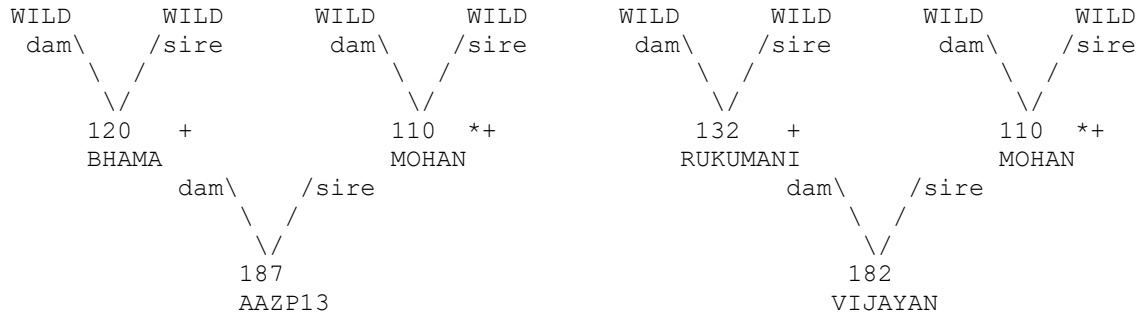 WILD WILD WILD WILD WILD WILD WILD WILD
dam\ /sire dam\ /sire dam\ /sire dam\ /sire
\ / \ / \ / \ /
\/ \/ \/ \/
120 + 110 *+ 132 + 110 *+
BHAMA MOHAN RUKUMANI MOHAN
dam\ /sire dam\ /sire
\ / \ /
\/ \/
187 182
AAZP13 VIJAYAN